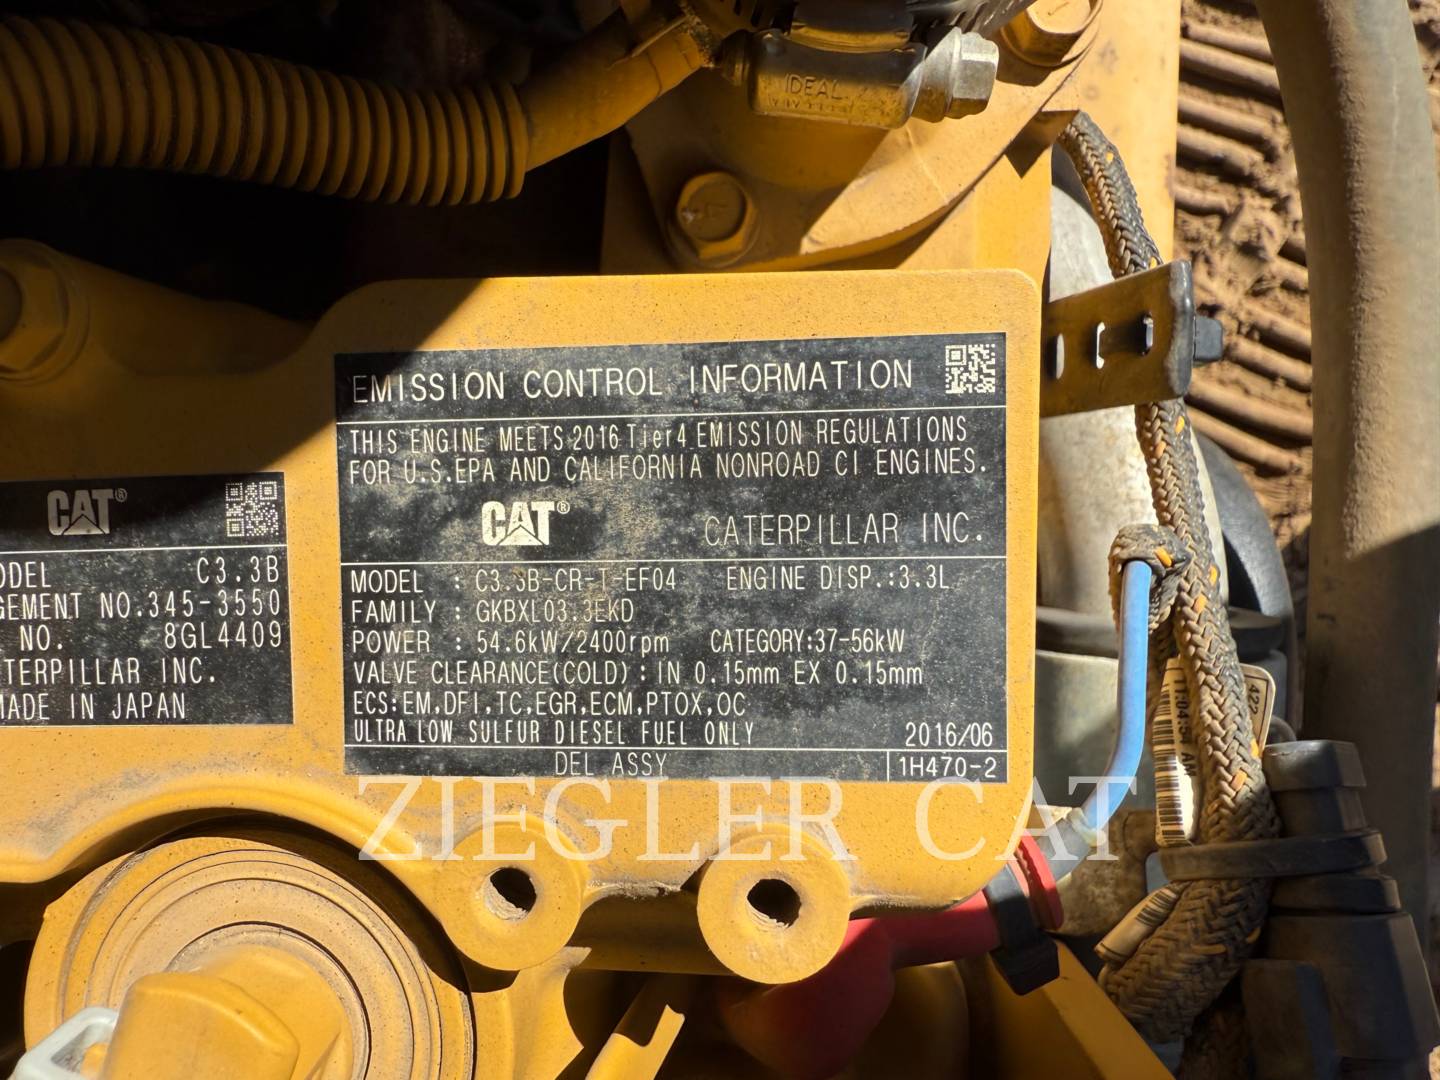 IDEAL
EMISSION CONTROL INFORMATION
THIS ENGINE MEETS 2016 Tier4 EMISSION REGULATIONS
FOR U.S.EPA AND CALIFORNIA NONROAD CI ENGINES.
CAT®
CATERPILLAR INC.
MODEL : C3.3B-CR-T-EF04 ENGINE DISP.:3.3L
FAMILY : GKBXL03.3EKD
POWER : 54.6kW/2400rpm CATEGORY:37-56kW
VALVE CLEARANCE(COLD): IN 0.15mm EX 0.15mm
ECS:EM,DFI,TC,EGR,ECM,PTOX,OC
ULTRA LOW SULFUR DIESEL FUEL ONLY 2016/06
DEL ASSY 1H470-2
CAT®
ODEL C3.3B
GEMENT NO.345-3550
NO. 8GL4409
ATERPILLAR INC.
MADE IN JAPAN
ZIEGLER CAT